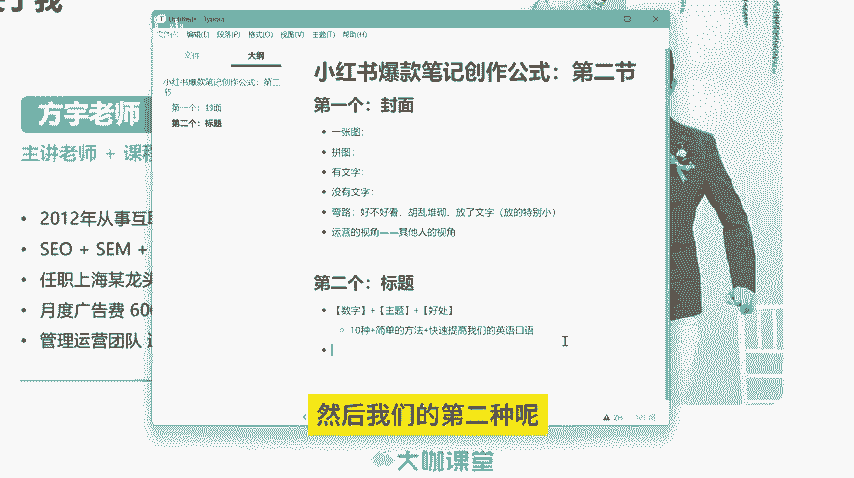 于我
方宇老师
主讲老师 + 课程
• 2012年从事互联
• SEO + SEM +
• 任职上海某龙头
• 月度广告费 600
• 管理运营团队
编辑(E) 段落(P) 格式(O) 视图(V) 主题(T) 帮助(H)
文件 大纲
小红书爆款笔记创作公式：第二节
第一个：封面
第二个：标题
小红书爆款笔记创作公式：第二节
第一个：封面
• 一张图：
• 拼图：
• 有文字：
• 没有文字：
• 弯路：好不好看、胡乱堆砌、放了文字（放的特别小）
• 运营的视角——其他人的视角
第二个：标题
• 【数字】+【主题】+【好处】
◦ 10种+简单的方法+快速提高我们的英语口语
然后我们的第二种呢
大咖课堂